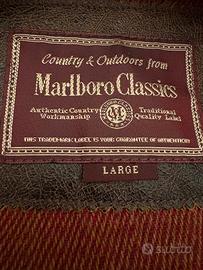 Country & Outdoors from
Marlboro Classics
Authentic Country Traditional
Workmanship Quality Label
THIS TRADEMARK LABEL IS YOUR GUARANTEE OF AUTHENTICITY
LARGE
SUBITO